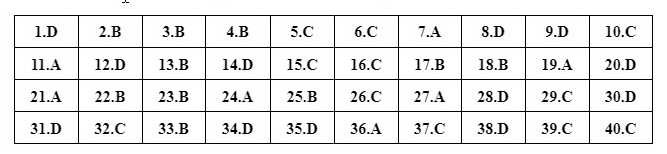 1.D 2.B 3.B 4.B 5.C 6.C 7.A 8.D 9.D 10.C
11.A 12.D 13.B 14.D 15.C 16.C 17.B 18.B 19.A 20.D
21.A 22.B 23.B 24.A 25.B 26.C 27.A 28.D 29.C 30.D
31.D 32.C 33.B 34.D 35.D 36.A 37.C 38.D 39.C 40.C